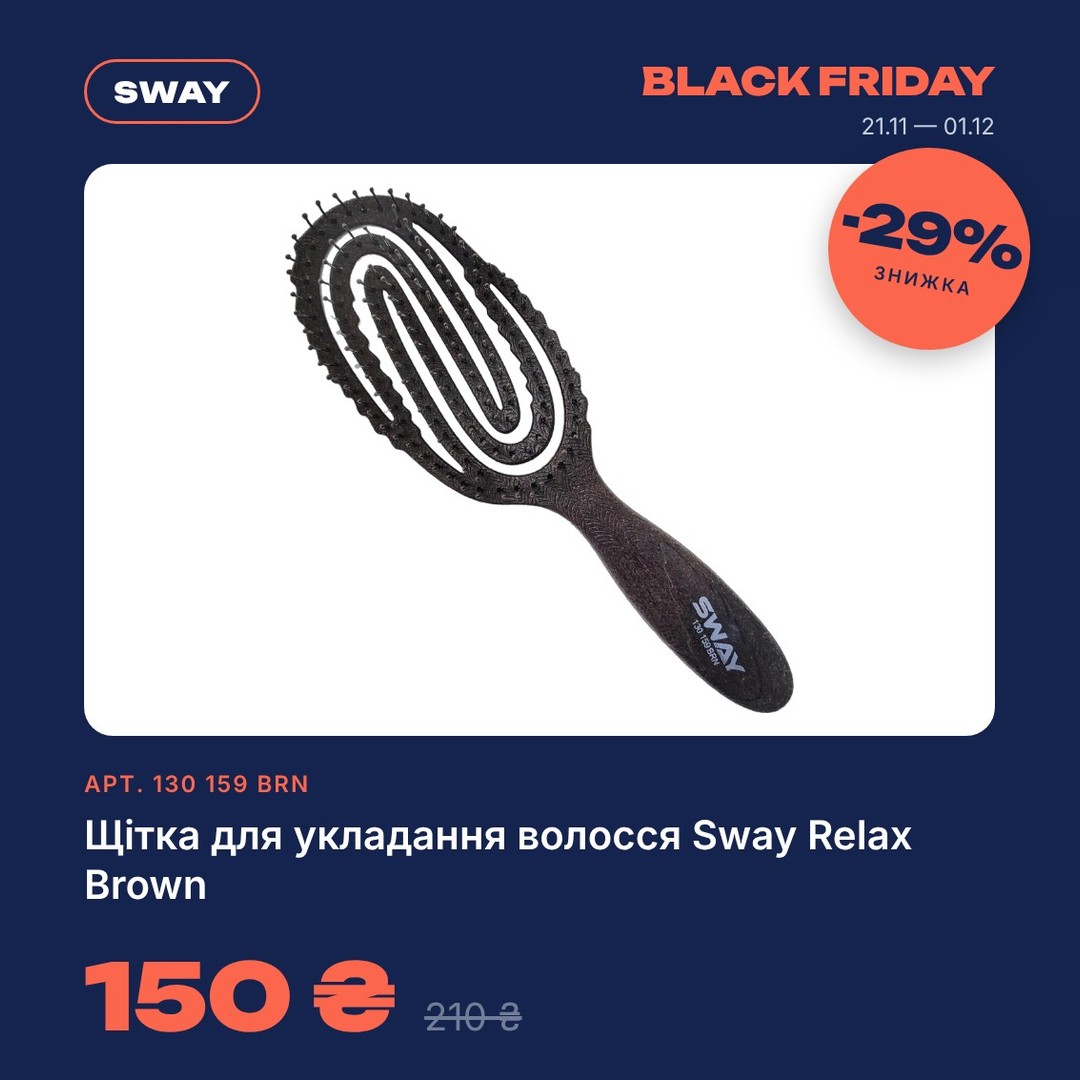 SWAY
BLACK FRIDAY
21.11 — 01.12
-29%
ЗНИЖКА
SWAY
130 159 BRN
АРТ. 130 159 BRN
Щітка для укладання волосся Sway Relax
Brown
150 ₴
210 ₴